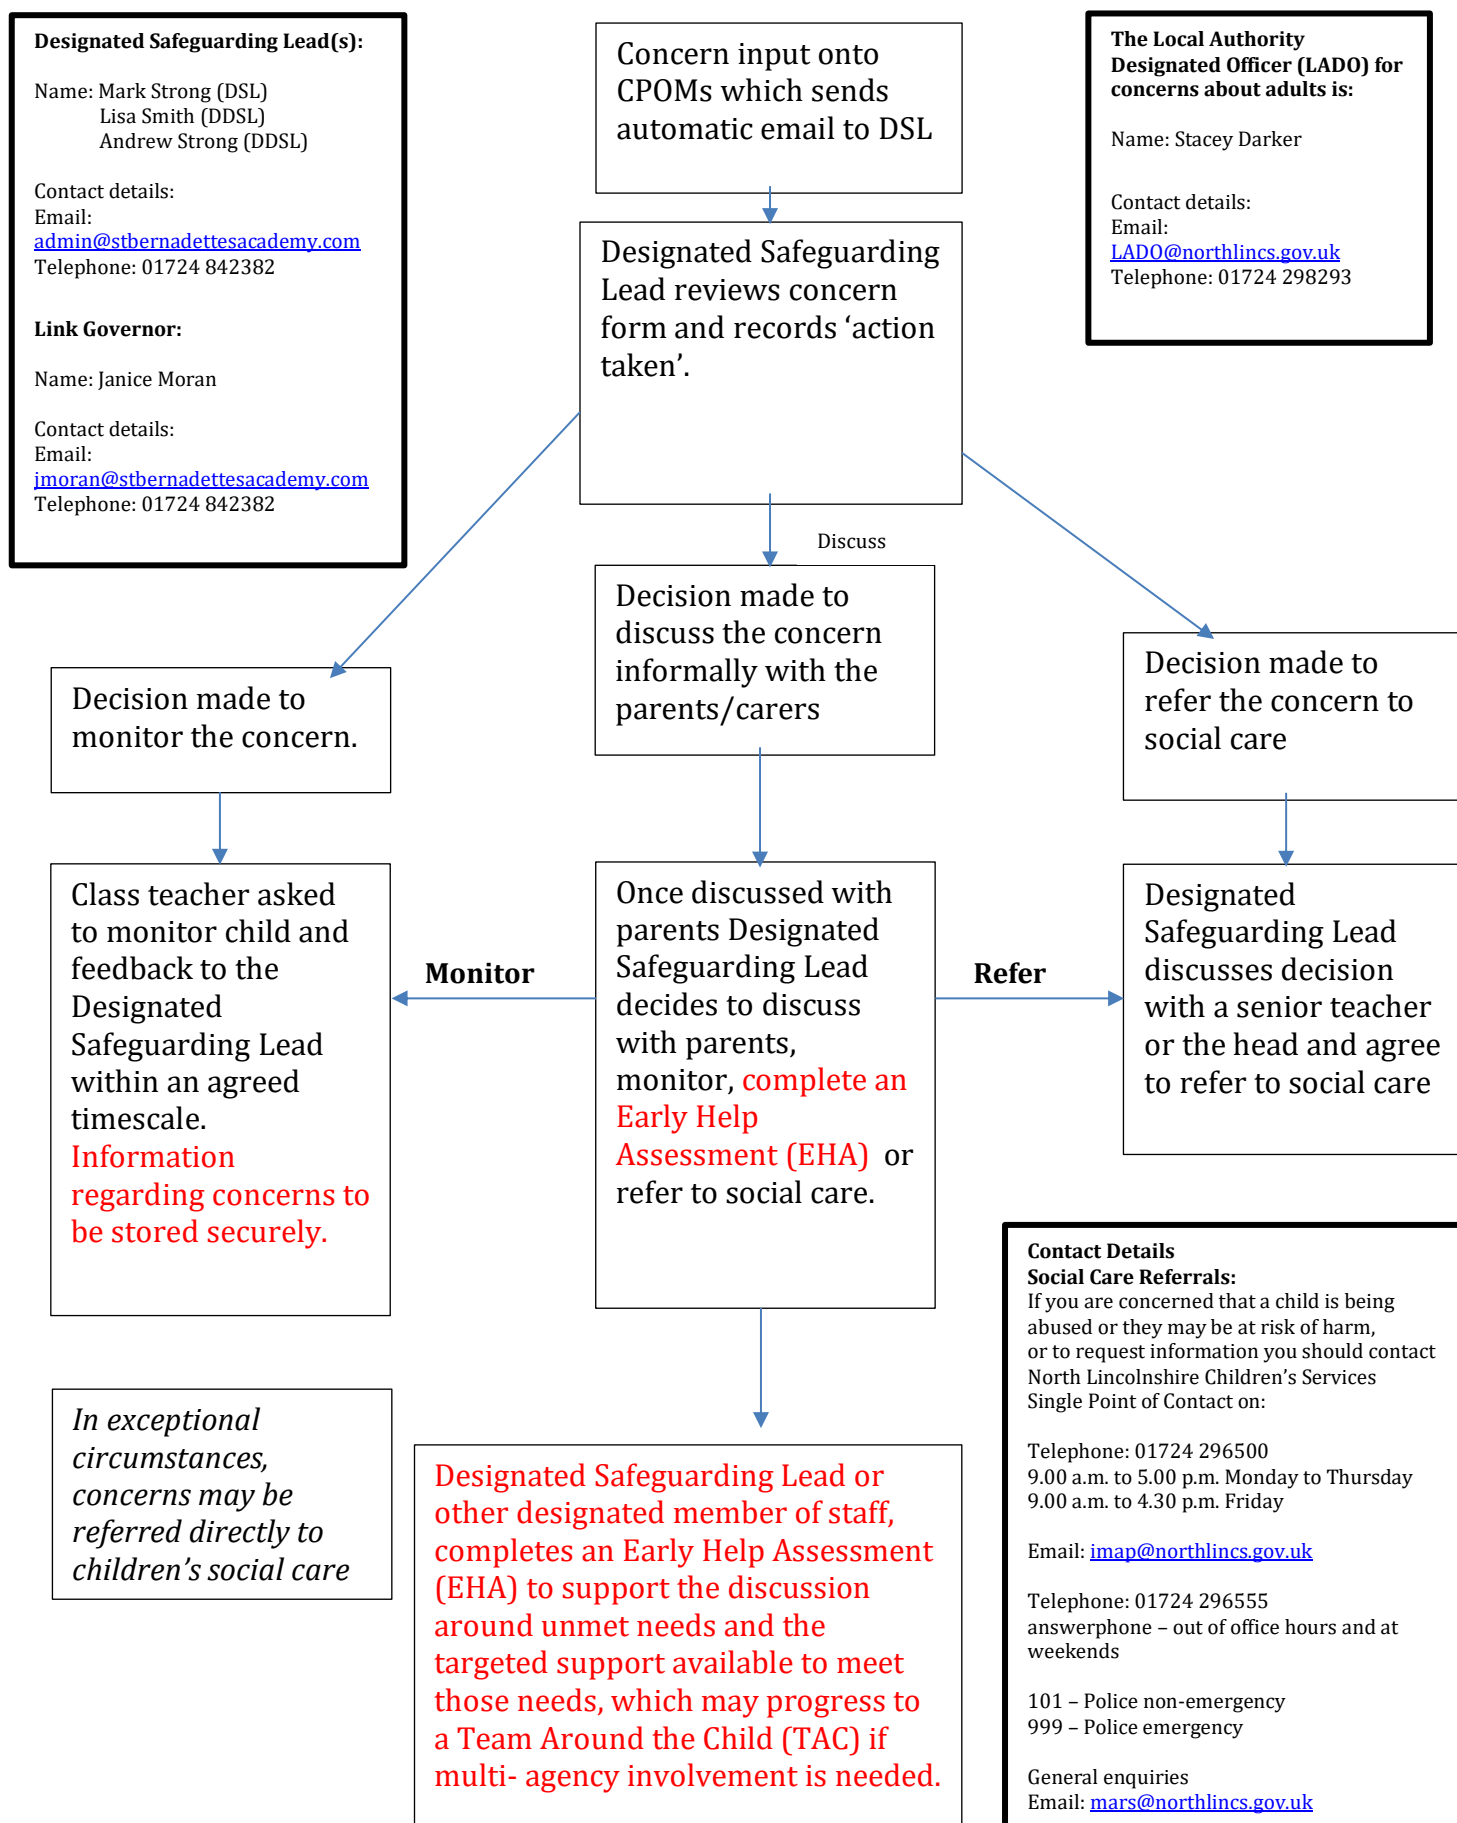 Designated Safeguarding Lead(s):
Name: Mark Strong (DSL)
Lisa Smith (DDSL)
Andrew Strong (DDSL)
Contact details:
Email:
admin@stbernadettesacademy.com
Telephone: 01724 842382
Link Governor:
Name: Janice Moran
Contact details:
Email:
jmoran@stbernadettesacademy.com
Telephone: 01724 842382
Concern input onto
CPOMs which sends
automatic email to DSL
The Local Authority
Designated Officer (LADO) for
concerns about adults is:
Name: Stacey Darker
Contact details:
Email:
LADO@northlincs.gov.uk
Telephone: 01724 298293
Designated Safeguarding
Lead reviews concern
form and records ‘action
taken’.
Discuss
Decision made to
monitor the concern.
Decision made to
discuss the concern
informally with the
parents/carers
Decision made to
refer the concern to
social care
Class teacher asked
to monitor child and
feedback to the
Designated
Safeguarding Lead
within an agreed
timescale.
Information
regarding concerns to
be stored securely.
Monitor
Once discussed with
parents Designated
Safeguarding Lead
decides to discuss
with parents,
monitor, complete an
Early Help
Assessment (EHA)  or
refer to social care.
Refer
Designated
Safeguarding Lead
discusses decision
with a senior teacher
or the head and agree
to refer to social care
In exceptional
circumstances,
concerns may be
referred directly to
children’s social care
Designated Safeguarding Lead or
other designated member of staff,
completes an Early Help Assessment
(EHA) to support the discussion
around unmet needs and the
targeted support available to meet
those needs, which may progress to
a Team Around the Child (TAC) if
multi- agency involvement is needed.
Contact Details
Social Care Referrals:
If you are concerned that a child is being
abused or they may be at risk of harm,
or to request information you should contact
North Lincolnshire Children’s Services
Single Point of Contact on:
Telephone: 01724 296500
9.00 a.m. to 5.00 p.m. Monday to Thursday
9.00 a.m. to 4.30 p.m. Friday
Email: imap@northlincs.gov.uk
Telephone: 01724 296555
answerphone – out of office hours and at
weekends
101 – Police non-emergency
999 – Police emergency
General enquiries
Email: mars@northlincs.gov.uk